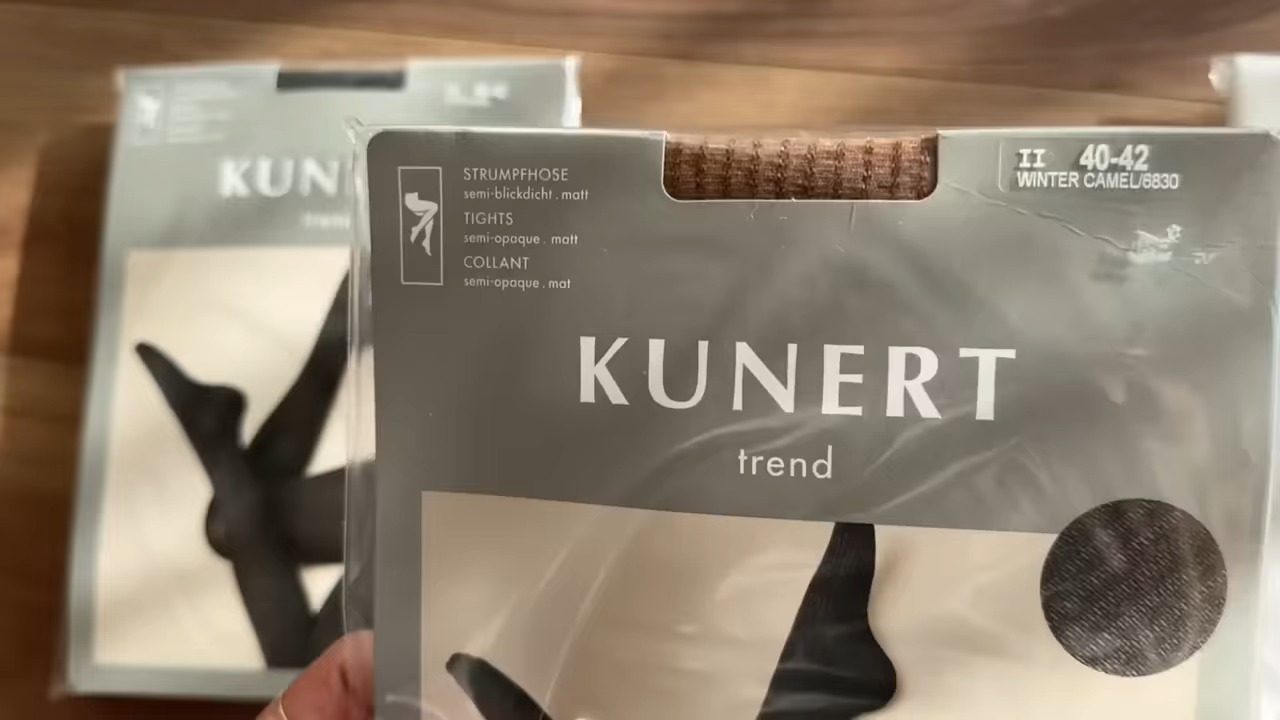 KUN
STRUMPFHOSE
semi-blickdicht . matt
TIGHTS
semi-opaque . matt
COLLANT
semi-opaque . mat
II 40-42
WINTER CAMEL/6830
KUNERT
trend